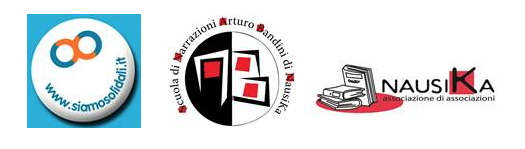 www.siamosolidali.it
Scuola di Narrazioni Arturo Bandini di NausiKa
NAUSIKA
associazione di associazioni